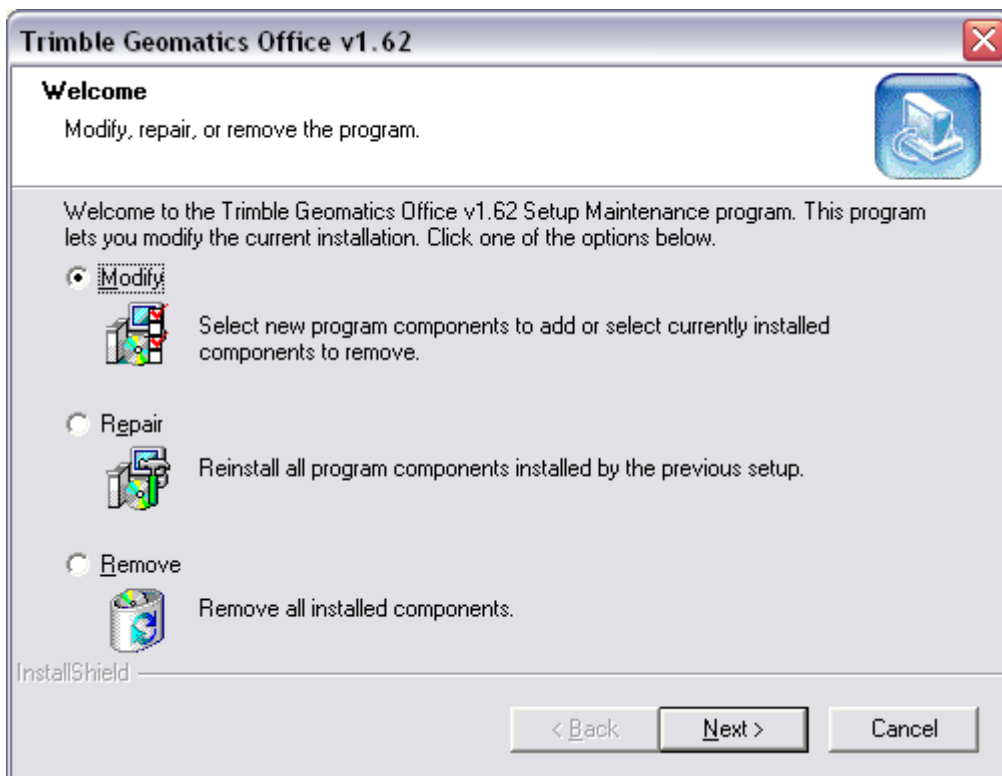 Trimble Geomatics Office v1.62
Welcome
Modify, repair, or remove the program.
Welcome to the Trimble Geomatics Office v1.62 Setup Maintenance program. This program
lets you modify the current installation. Click one of the options below.
Modify
Select new program components to add or select currently installed
components to remove.
Repair
Reinstall all program components installed by the previous setup.
Remove
Remove all installed components.
InstallShield
< Back
Next >
Cancel